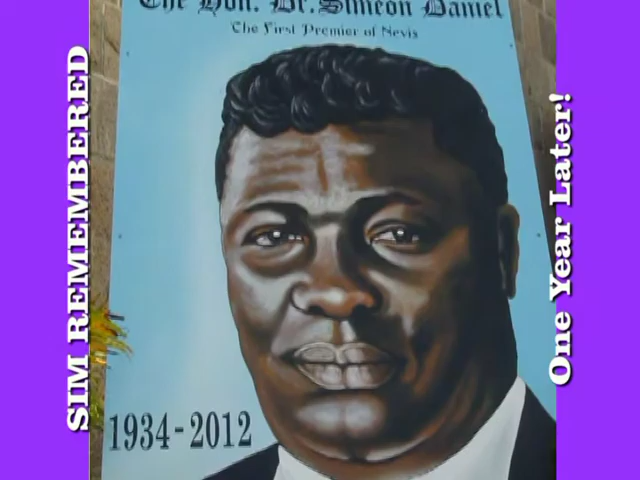 The Hon. Dr. Simeon Daniel
The First Premier of Nevis
SIM REMEMBERED
One Year Later!
1934-2012